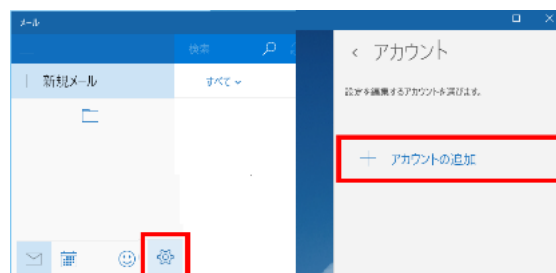 メール
検索
新規メール
すべて
アカウント
設定を編集するアカウントを選びます。
アカウントの追加